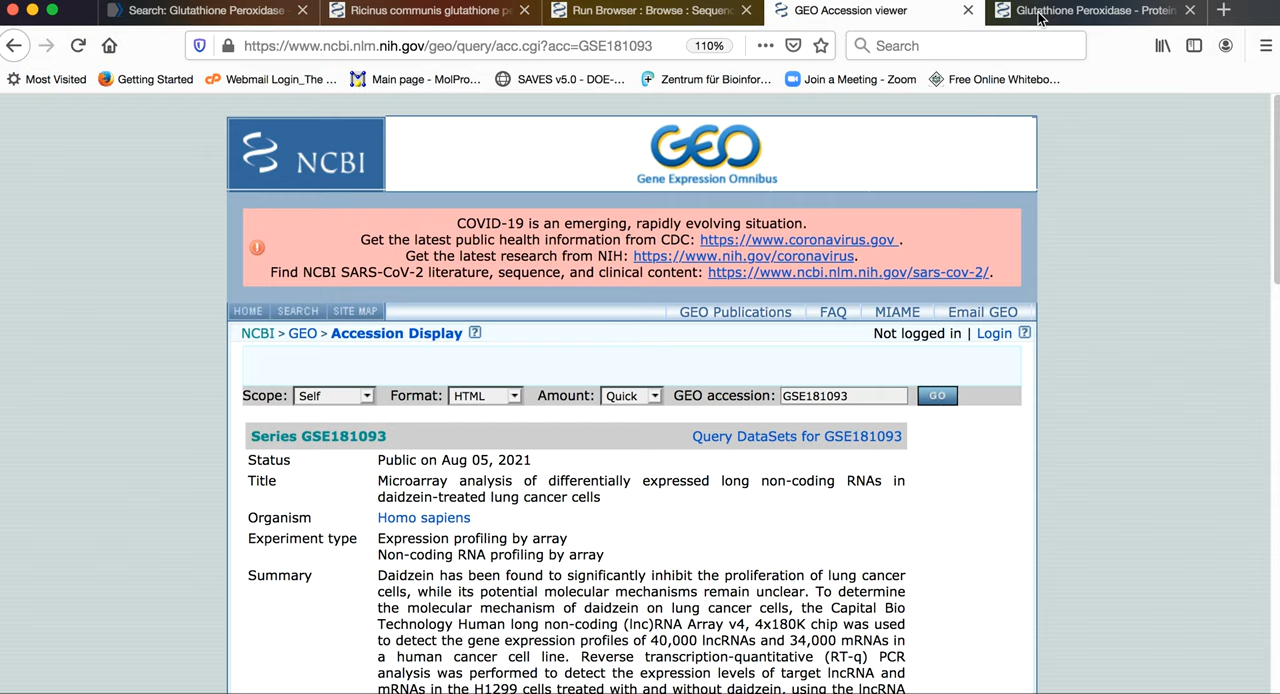 Search: Glutathione Peroxidase -
Ricinus communis glutathione pe
Run Browser : Browse : Sequenc
GEO Accession viewer
Glutathione Peroxidase - Protein
https://www.ncbi.nlm.nih.gov/geo/query/acc.cgi?acc=GSE181093
110%
Search
Most Visited
Getting Started
Webmail Login_The ...
Main page - MolPro...
SAVES v5.0 - DOE-...
Zentrum für Bioinfor...
Join a Meeting - Zoom
Free Online Whitebo...
NCBI
GEO
Gene Expression Omnibus
COVID-19 is an emerging, rapidly evolving situation.
Get the latest public health information from CDC: https://www.coronavirus.gov .
Get the latest research from NIH: https://www.nih.gov/coronavirus.
Find NCBI SARS-CoV-2 literature, sequence, and clinical content: https://www.ncbi.nlm.nih.gov/sars-cov-2/.
HOME SEARCH SITE MAP
GEO Publications FAQ MIAME Email GEO
NCBI > GEO > Accession Display ?
Not logged in | Login ?
Scope: Self Format: HTML Amount: Quick GEO accession: GSE181093 GO
Series GSE181093
Query DataSets for GSE181093
Status Public on Aug 05, 2021
Title Microarray analysis of differentially expressed long non-coding RNAs in
daidzein-treated lung cancer cells
Organism Homo sapiens
Experiment type Expression profiling by array
Non-coding RNA profiling by array
Summary Daidzein has been found to significantly inhibit the proliferation of lung cancer
cells, while its potential molecular mechanisms remain unclear. To determine
the molecular mechanism of daidzein on lung cancer cells, the Capital Bio
Technology Human long non-coding (lnc)RNA Array v4, 4x180K chip was used
to detect the gene expression profiles of 40,000 lncRNAs and 34,000 mRNAs in
a human cancer cell line. Reverse transcription-quantitative (RT-q) PCR
analysis was performed to detect the expression levels of target lncRNA and
mRNAs in the H1299 cells treated with and without daidzein, using the lncRNA